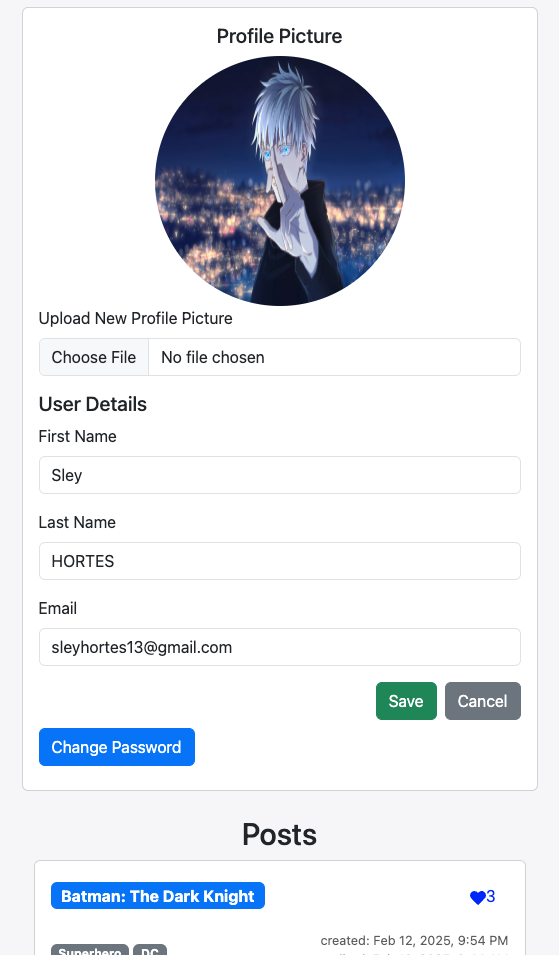 Profile Picture
Upload New Profile Picture
Choose File No file chosen
User Details
First Name
Sley
Last Name
HORTES
Email
sleyhortes13@gmail.com
Save Cancel
Change Password
Posts
Batman: The Dark Knight 3
created: Feb 12, 2025, 9:54 PM
Superhero DC